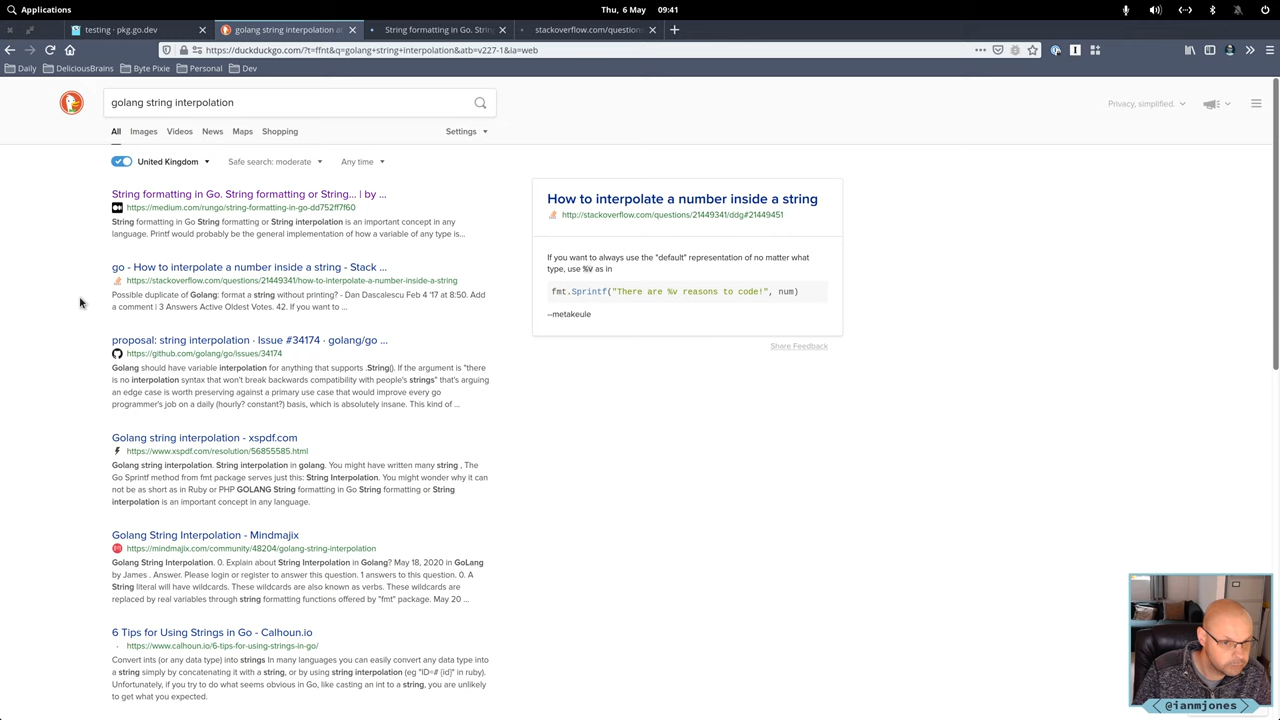 Applications
Thu, 6 May
09:41
testing · pkg.go.dev
golang string interpolation at
String formatting in Go. Strin
stackoverflow.com/questions
https://duckduckgo.com/?t=ffnt&q=golang+string+interpolation&atb=v227-1&ia=web
Daily
DeliciousBrains
Byte Pixie
Personal
Dev
golang string interpolation
Privacy, simplified.
All
Images
Videos
News
Maps
Shopping
Settings
United Kingdom
Safe search: moderate
Any time
String formatting in Go. String formatting or String... | by ...
https://medium.com/rungo/string-formatting-in-go-dd752ff7f60
String formatting in Go String formatting or String interpolation is an important concept in any
language. Printf would probably be the general implementation of how a variable of any type is...
go - How to interpolate a number inside a string - Stack ...
https://stackoverflow.com/questions/21449341/how-to-interpolate-a-number-inside-a-string
Possible duplicate of Golang: format a string without printing? - Dan Dascalescu Feb 4 '17 at 8:50. Add
a comment | 3 Answers Active Oldest Votes. 42. If you want to ...
proposal: string interpolation · Issue #34174 · golang/go ...
https://github.com/golang/go/issues/34174
Golang should have variable interpolation for anything that supports .String(). If the argument is "there
is no interpolation syntax that won't break backwards compatibility with people's strings" that's arguing
an edge case is worth preserving against a primary use case that would improve every go
programmer's job on a daily (hourly? constant?) basis, which is absolutely insane. This kind of ...
Golang string interpolation - xspdf.com
https://www.xspdf.com/resolution/56855585.html
Golang string interpolation. String interpolation in golang. You might have written many string , The
Go Sprintf method from fmt package serves just this: String Interpolation. You might wonder why it can
not be as short as in Ruby or PHP GOLANG String formatting in Go String formatting or String
interpolation is an important concept in any language.
Golang String Interpolation - Mindmajix
https://mindmajix.com/community/48204/golang-string-interpolation
Golang String Interpolation. 0. Explain about String Interpolation in Golang? May 18, 2020 in GoLang
by James . Answer. Please login or register to answer this question. 1 answers to this question. 0. A
String literal will have wildcards. These wildcards are also known as verbs. These wildcards are
replaced by real variables through string formatting functions offered by "fmt" package. May 20 ...
6 Tips for Using Strings in Go - Calhoun.io
https://www.calhoun.io/6-tips-for-using-strings-in-go/
Convert ints (or any data type) into strings In many languages you can easily convert any data type into
a string simply by concatenating it with a string, or by using string interpolation (eg "ID=# {id}" in ruby).
Unfortunately, if you try to do what seems obvious in Go, like casting an int to a string, you are unlikely
to get what you expected.
How to interpolate a number inside a string
http://stackoverflow.com/questions/21449341/ddg#21449451
If you want to always use the "default" representation of no matter what
type, use %v as in
fmt.Sprintf("There are %v reasons to code!", num)
--metakeule
Share Feedback
@ianmjones